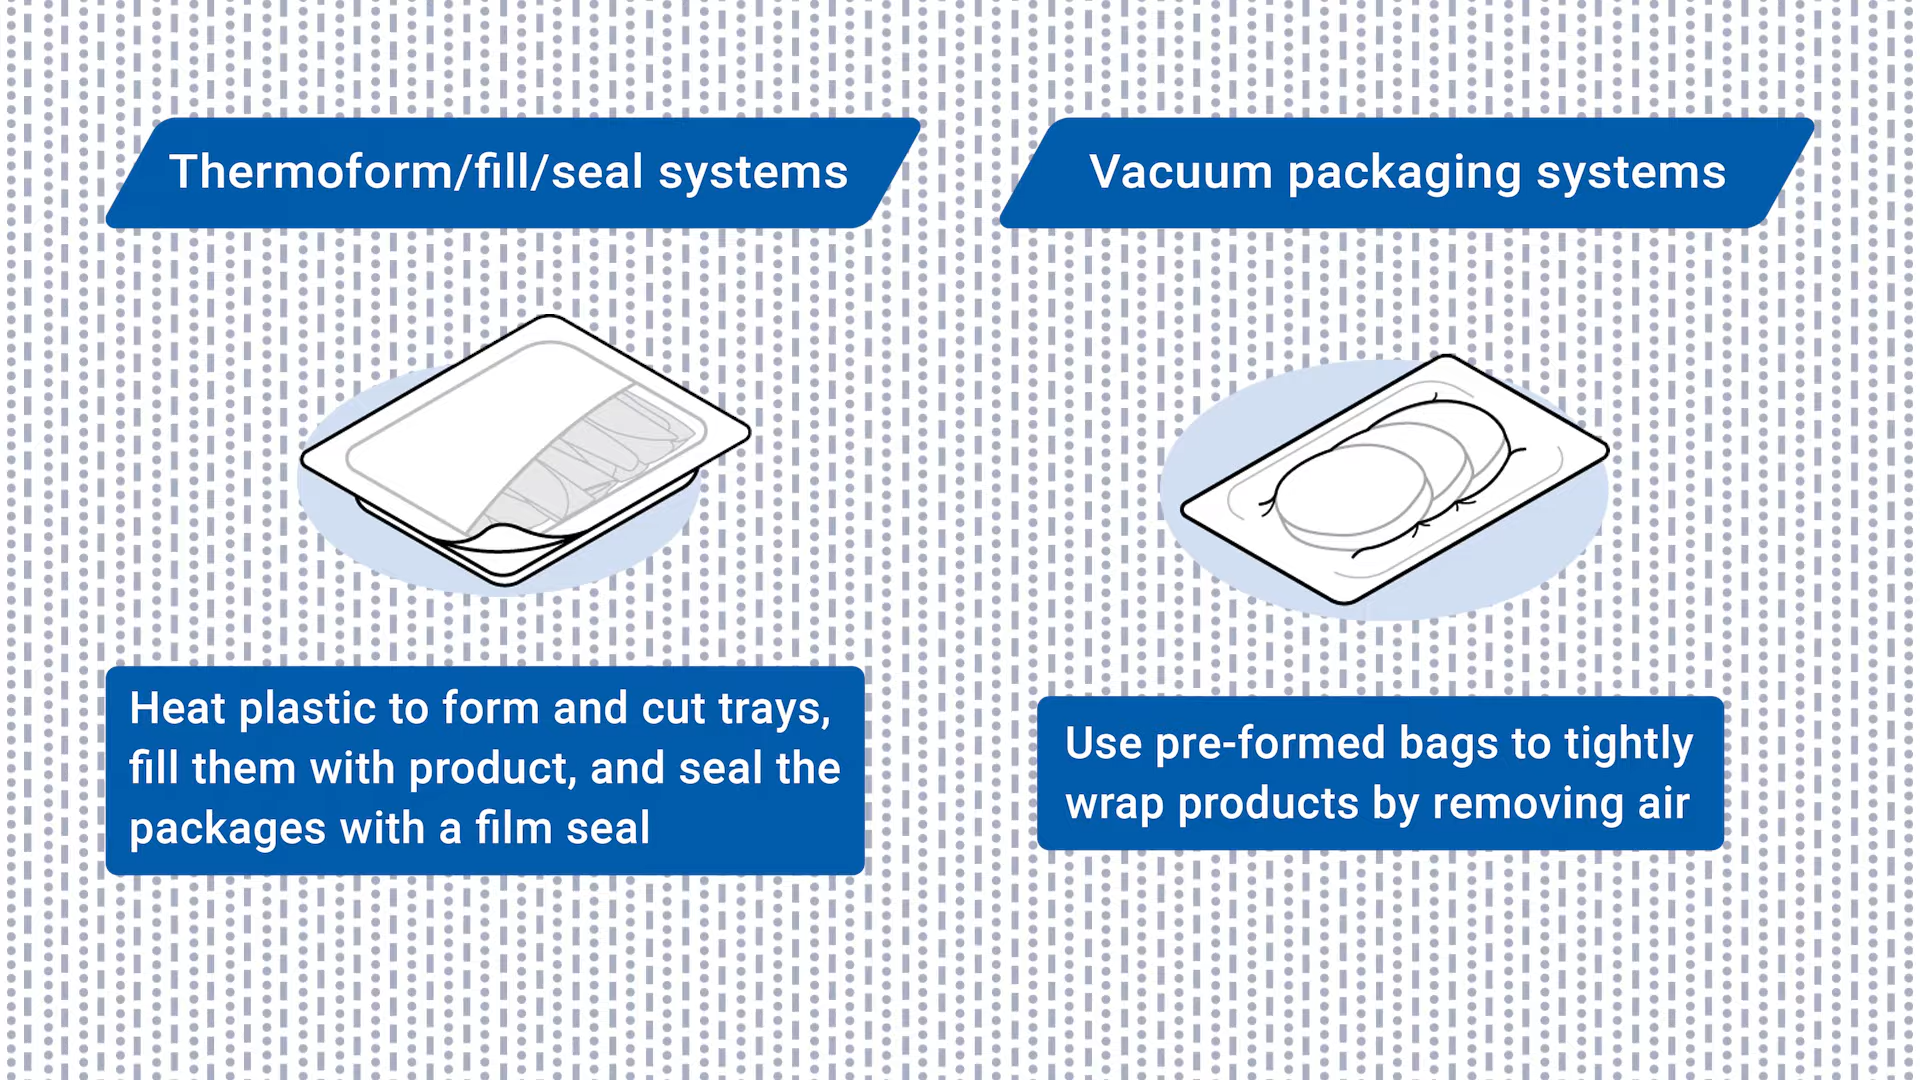 Thermoform/fill/seal systems
Heat plastic to form and cut trays,
fill them with product, and seal the
packages with a film seal
Vacuum packaging systems
Use pre-formed bags to tightly
wrap products by removing air